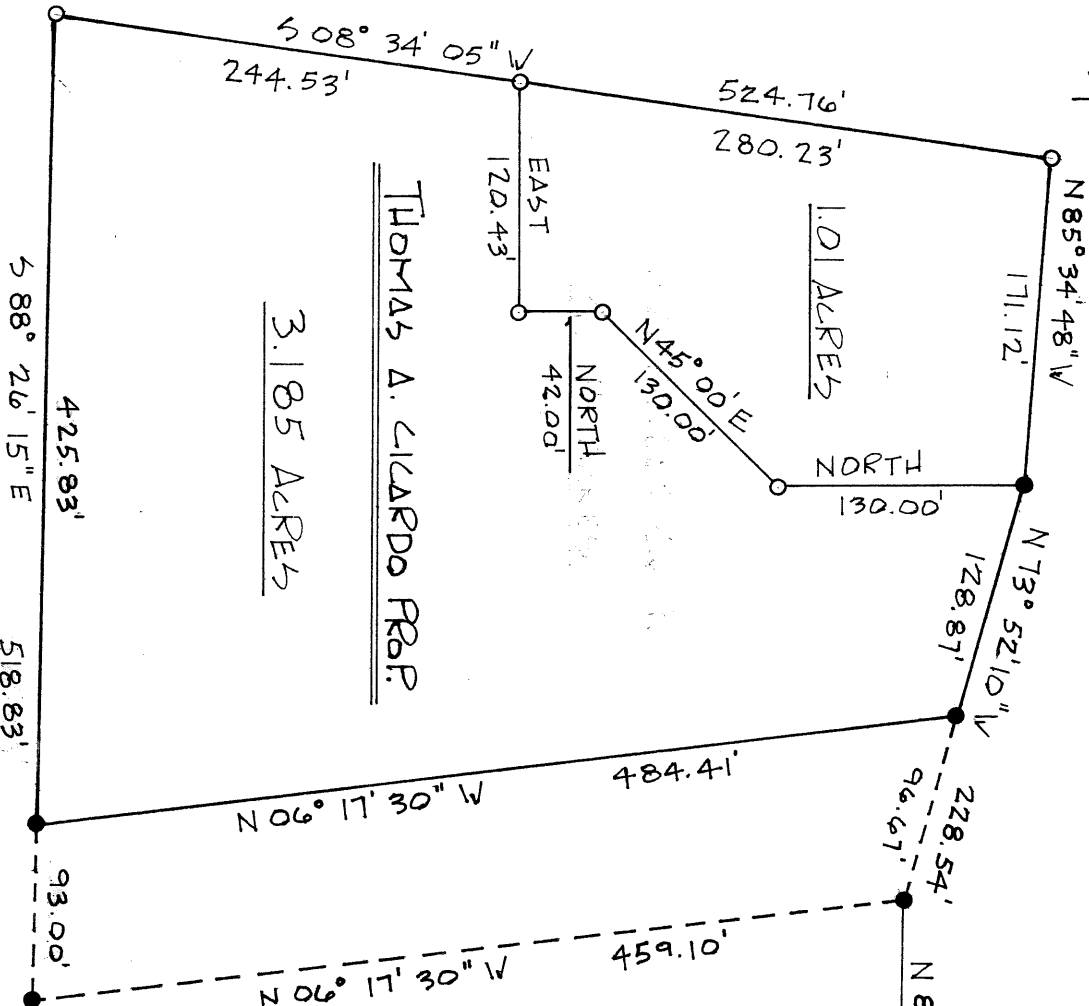 S 08° 34' 05" W
244.53'
524.76'
280.23'
N 85° 34' 48" W
171.12'
1.01 ACRES
EAST
120.43'
NORTH
42.00'
N 45° 00' E
130.00'
NORTH
130.00'
N 73° 52' 10" W
128.87'
228.54'
96.67'
THOMAS A. CICARDO PROP.
3.185 ACRES
S 88° 26' 15" E
425.83'
518.83'
N 06° 17' 30" W
484.41'
93.00'
N 06° 17' 30" W
459.10'
N 8